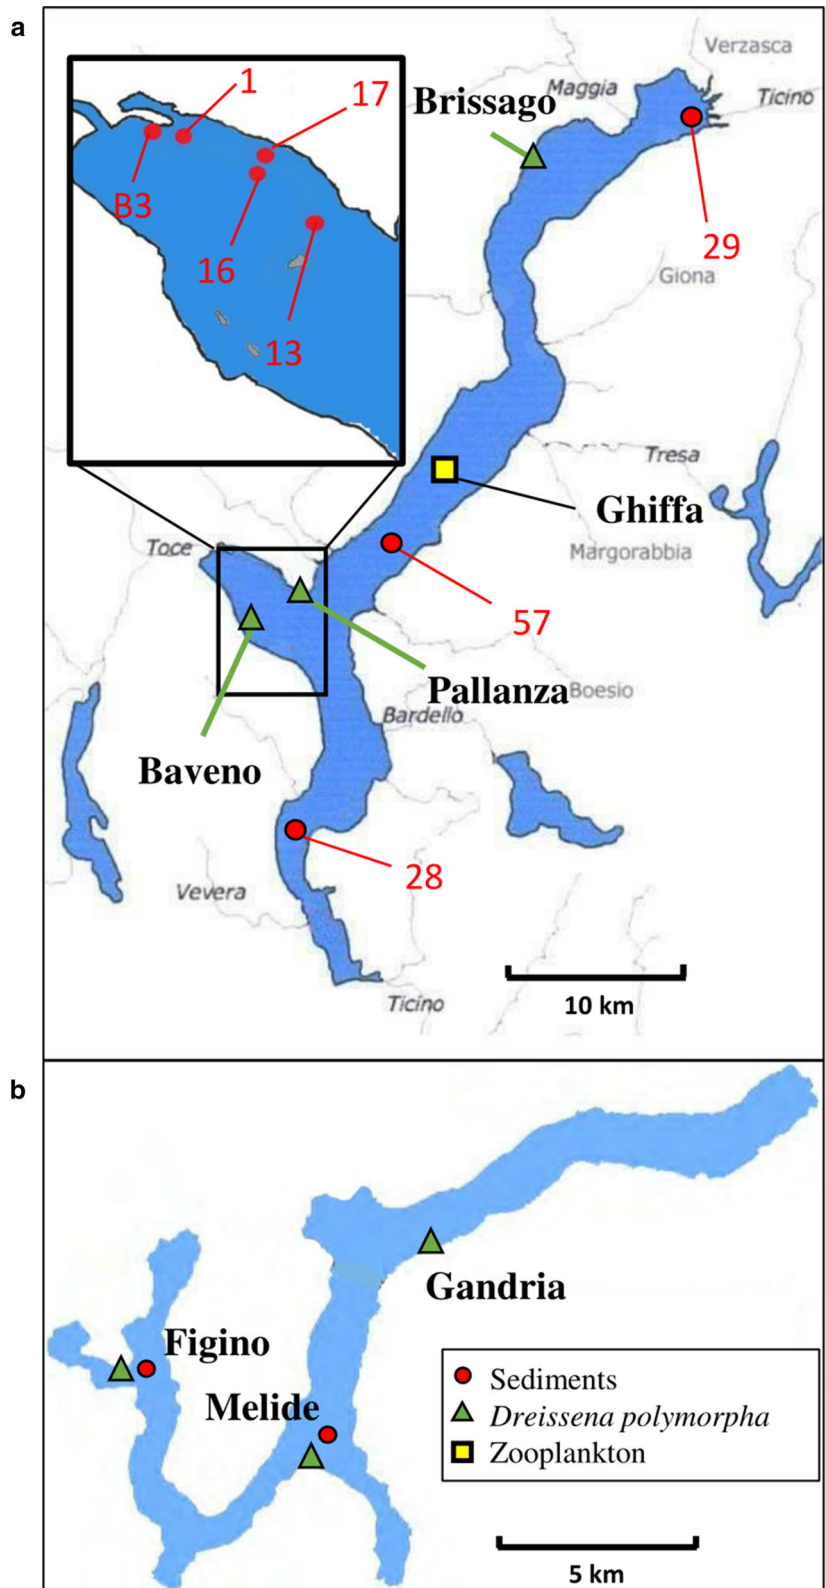 a
Verzasca
Maggia
Ticino
Brissago
1
17
B3
16
13
29
Giona
Tresa
Ghiffa
Margorabbia
Toce
57
Pallanza
Boesio
Bardello
Baveno
28
Vevera
Ticino
10 km
b
Gandria
Figino
Melide
Sediments
Dreissena polymorpha
Zooplankton
5 km